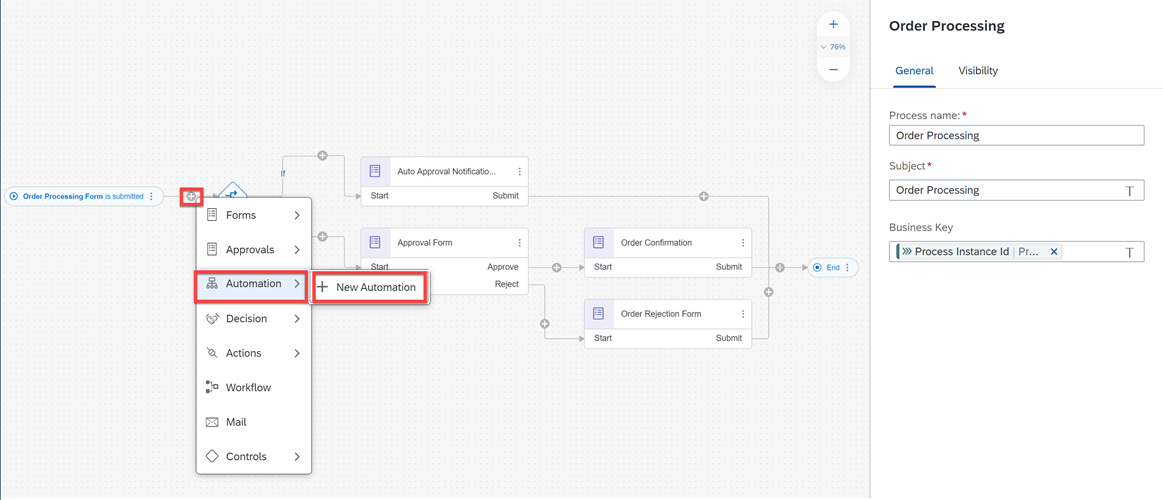 Order Processing
76%
General
Visibility
Process name:*
Order Processing
Subject*
Order Processing
T
Business Key
Process Instance Id | Pr... ×
T
If
Auto Approval Notificatio...
Start
Submit
Order Processing Form is submitted
Forms
Approvals
Automation
New Automation
Decision
Actions
Workflow
Mail
Controls
Approval Form
Start
Approve
Reject
Order Confirmation
Start
Submit
End
Order Rejection Form
Start
Submit